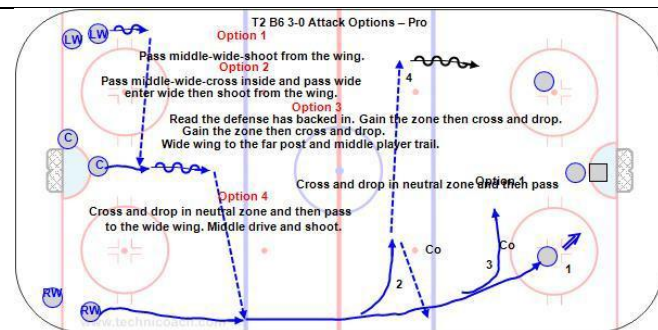 T2 B6 3-0 Attack Options – Pro
LW
LW
Option 1
Pass middle-wide-shoot from the wing.
Option 2
Pass middle-wide-cross inside and pass wide
enter wide then shoot from the wing.
4
Option 3
Read the defense has backed in. Gain the zone then cross and drop.
Gain the zone then cross and drop.
Wide wing to the far post and middle player trail.
C
C
Cross and drop in neutral zone and then pass
Option 1
Option 4
Cross and drop in neutral zone and then pass
to the wide wing. Middle drive and shoot.
Co
Co
1
2
3
RW
RW
www.technicoach.com